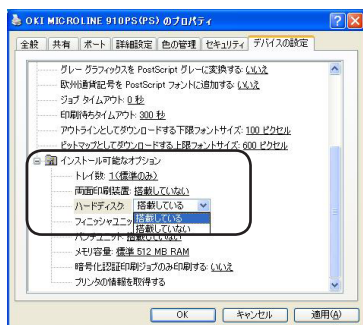 OKI MICROLINE 910PS(PS) のプロパティ
全般 共有 ポート 詳細設定 色の管理 セキュリティ デバイスの設定
グレー グラフィックスを PostScript グレーに変換する: いいえ
欧州通貨記号を PostScript フォントに追加する: いいえ
ジョブ タイムアウト: 0 秒
印刷待ちタイムアウト: 300 秒
アウトラインとしてダウンロードする下限フォントサイズ: 100 ピクセル
ビットマップとしてダウンロードする上限フォントサイズ: 600 ピクセル
インストール可能なオプション
トレイ数: 1(標準のみ)
両面印刷装置: 搭載していない
ハードディスク: 搭載している
フィニッシャユニッ 搭載している
搭載していない
パンチユニット: 搭載していない
メモリ容量: 標準 512 MB RAM
暗号化認証印刷ジョブのみ印刷する: いいえ
プリンタの情報を取得する
OK キャンセル 適用(A)